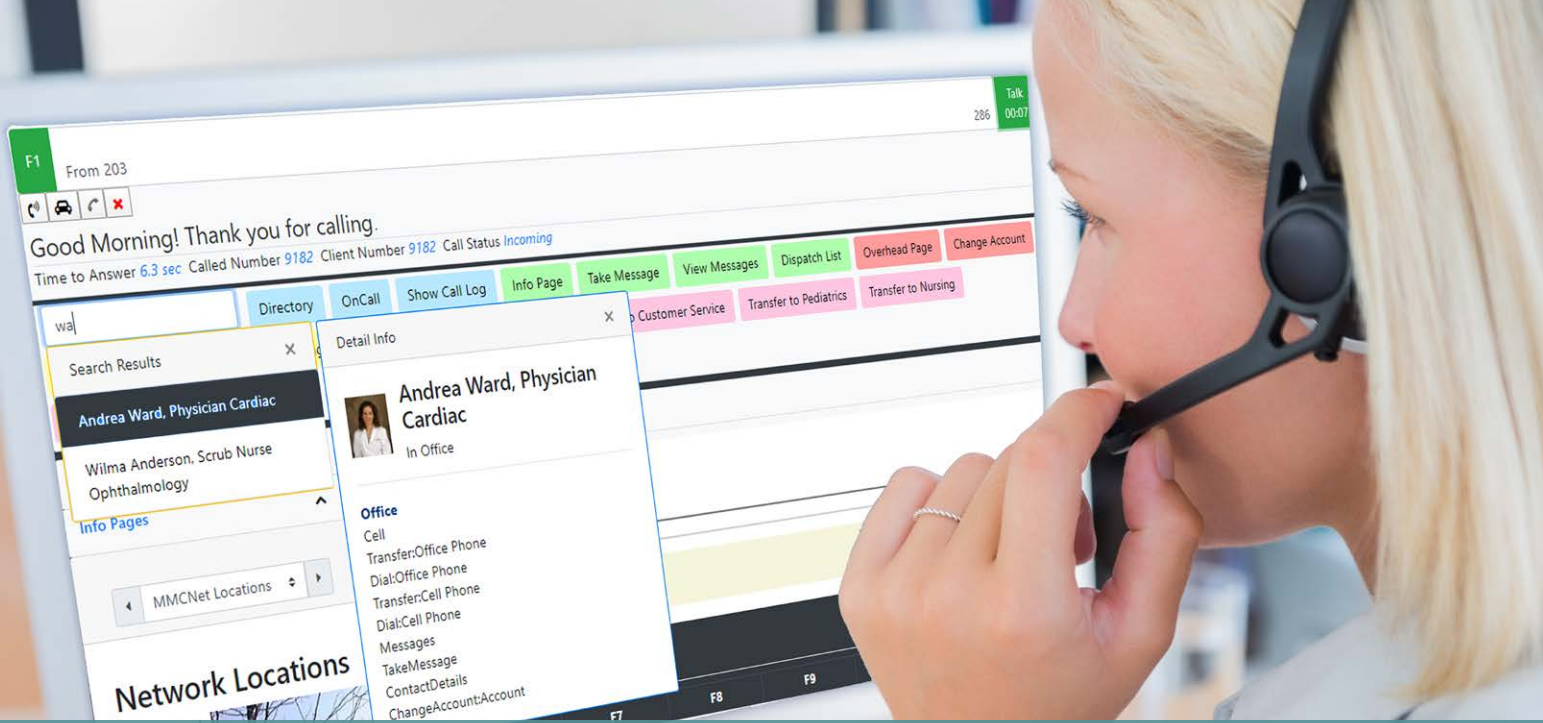 F1
From 203
286
Talk
00:07
Good Morning! Thank you for calling.
Time to Answer 6.3 sec Called Number 9182 Client Number 9182 Call Status Incoming
wa
Directory
OnCall
Show Call Log
Info Page
Take Message
View Messages
Dispatch List
Overhead Page
Change Account
Customer Service
Transfer to Pediatrics
Transfer to Nursing
Search Results
Andrea Ward, Physician Cardiac
Wilma Anderson, Scrub Nurse
Ophthalmology
Detail Info
Andrea Ward, Physician
Cardiac
In Office
Office
Cell
Transfer:Office Phone
Dial:Office Phone
Transfer:Cell Phone
Dial:Cell Phone
Messages
TakeMessage
ContactDetails
ChangeAccount:Account
Info Pages
MMCNet Locations
Network Locations
F7
F8
F9